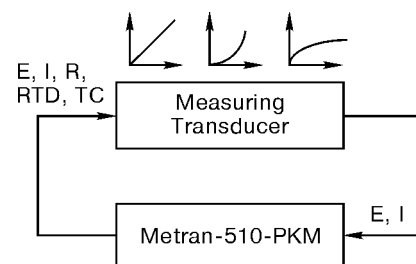 E, I, R,
RTD, TC
Measuring
Transducer
E, I
Metran-510-PKM